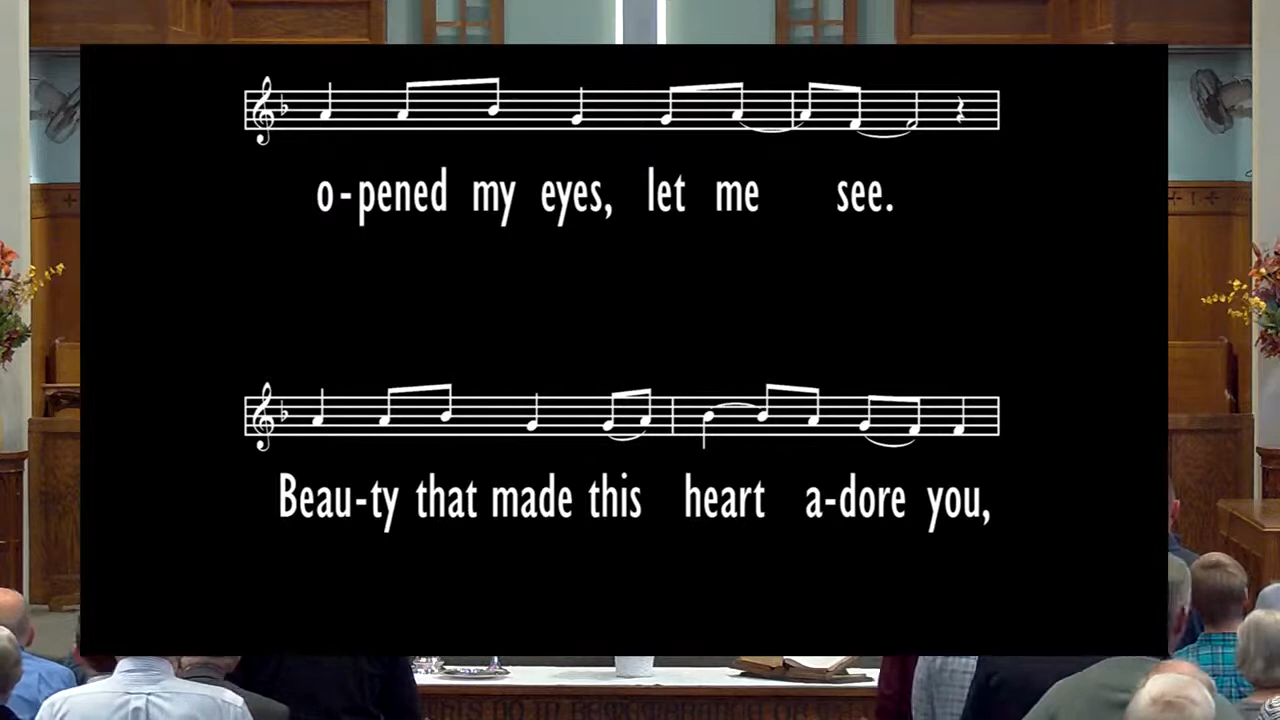 o-pened my eyes, let me see.
Beau-ty that made this heart a-dore you,